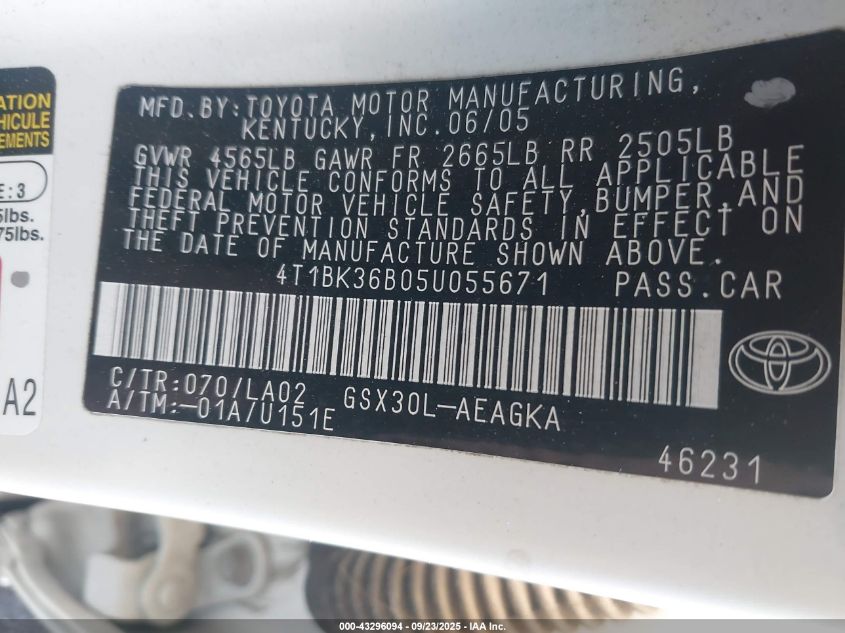 ATION
HICULE
EMENTS
E:3
5lbs.
75lbs.
A2
MFD.BY:TOYOTA MOTOR MANUFACTURING,
KENTUCKY,INC.06/05
GVWR 4565LB GAWR FR 2665LB RR 2505LB
THIS VEHICLE CONFORMS TO ALL APPLICABLE
FEDERAL MOTOR VEHICLE SAFETY,BUMPER,AND
THEFT PREVENTION STANDARDS IN EFFECT ON
THE DATE OF MANUFACTURE SHOWN ABOVE.
4T1BK36B05U055671 PASS.CAR
C/TR:070/LA02 GSX30L-AEAGKA
A/TM:-01A/U151E
46231
000-43296094 - 09/23/2025 - IAA Inc.